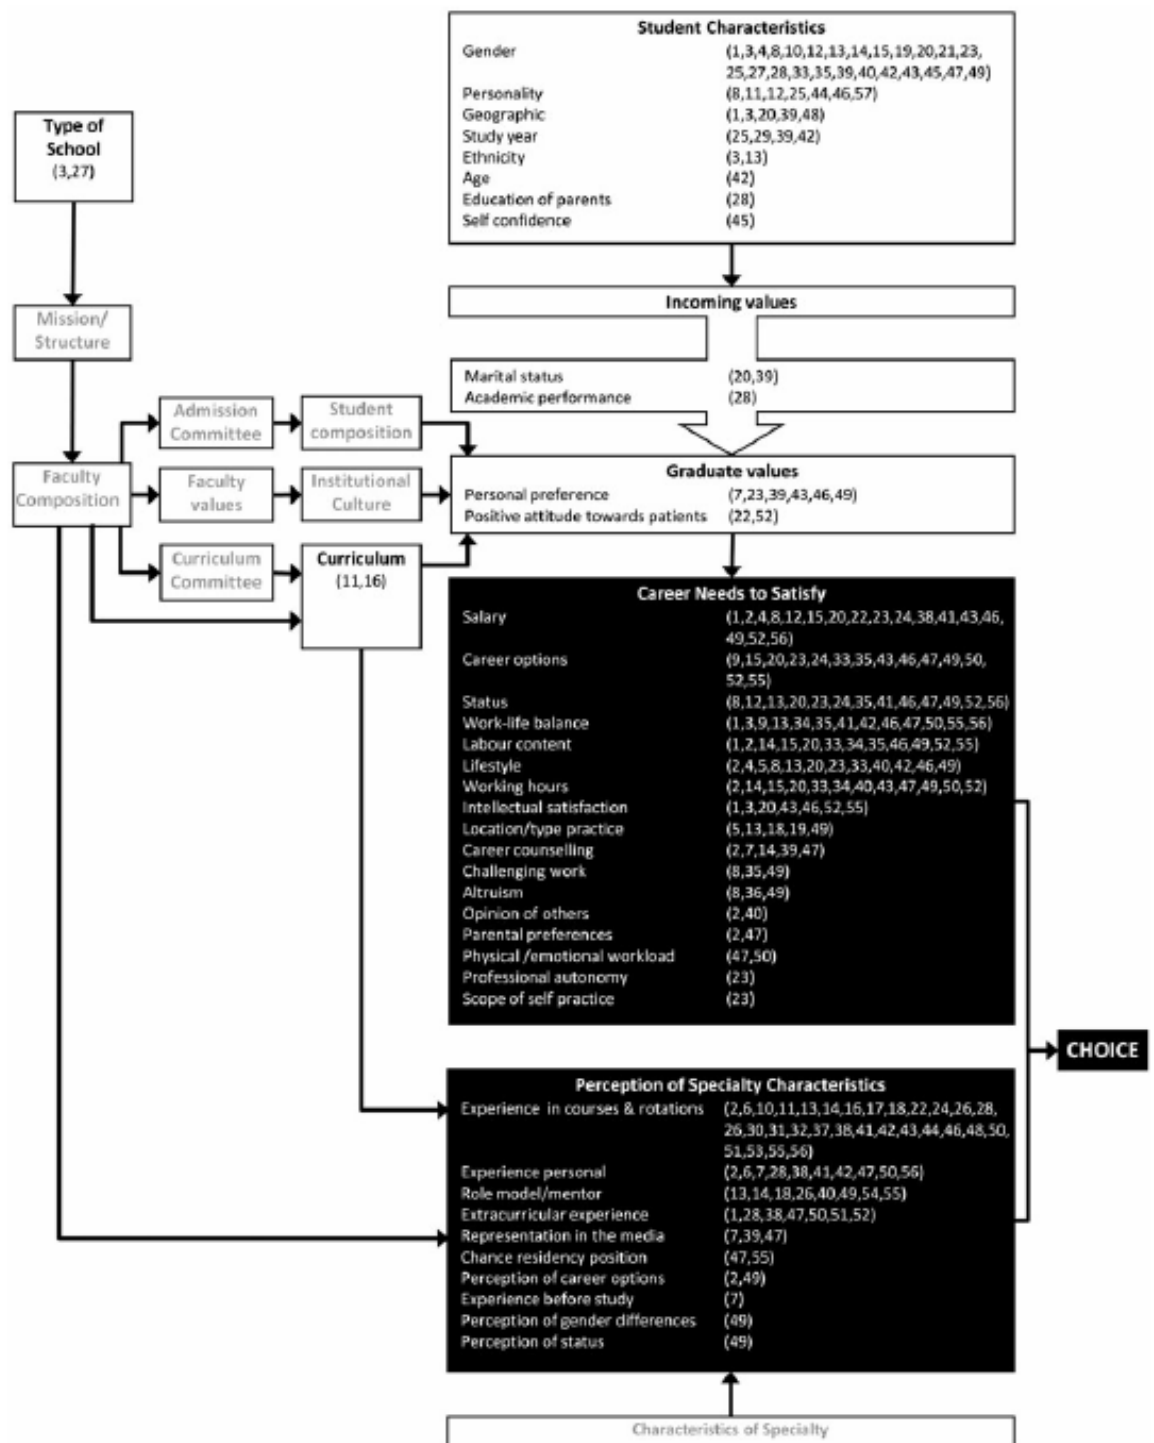 Student Characteristics
Gender (1,3,4,8,10,12,13,14,15,19,20,21,23,
25,27,28,33,35,39,40,42,43,45,47,49)
Personality (8,11,12,25,44,46,57)
Geographic (1,3,20,39,48)
Study year (25,29,39,42)
Ethnicity (3,13)
Age (42)
Education of parents (28)
Self confidence (45)
Type of
School
(3,27)
Incoming values
Mission/
Structure
Marital status (20,39)
Academic performance (28)
Admission
Committee
Student
composition
Faculty
Composition
Faculty
values
Institutional
Culture
Graduate values
Personal preference (7,23,39,43,46,49)
Positive attitude towards patients (22,52)
Curriculum
Committee
Curriculum
(11,16)
Career Needs to Satisfy
Salary (1,2,4,8,12,15,20,22,23,24,38,41,43,46,
49,52,56)
Career options (9,15,20,23,24,33,35,43,46,47,49,50,
52,55)
Status (8,12,13,20,23,24,35,41,46,47,49,52,56)
Work-life balance (1,3,9,13,34,35,41,42,46,47,50,55,56)
Labour content (1,2,14,15,20,33,34,35,46,49,52,55)
Lifestyle (2,4,5,8,13,20,23,33,40,42,46,49)
Working hours (2,14,15,20,33,34,40,43,47,49,50,52)
Intellectual satisfaction (1,3,20,43,46,52,55)
Location/type practice (5,13,18,19,49)
Career counselling (2,7,14,39,47)
Challenging work (8,35,49)
Altruism (8,36,49)
Opinion of others (2,40)
Parental preferences (2,47)
Physical /emotional workload (47,50)
Professional autonomy (23)
Scope of self practice (23)
CHOICE
Perception of Specialty Characteristics
Experience in courses & rotations (2,6,10,11,13,14,16,17,18,22,24,26,28,
26,30,31,32,37,38,41,42,43,44,46,48,50,
51,53,55,56)
Experience personal (2,6,7,28,38,41,42,47,50,56)
Role model/mentor (13,14,18,26,40,49,54,55)
Extracurricular experience (1,28,38,47,50,51,52)
Representation in the media (7,39,47)
Chance residency position (47,55)
Perception of career options (2,49)
Experience before study (7)
Perception of gender differences (49)
Perception of status (49)
Characteristics of Specialty